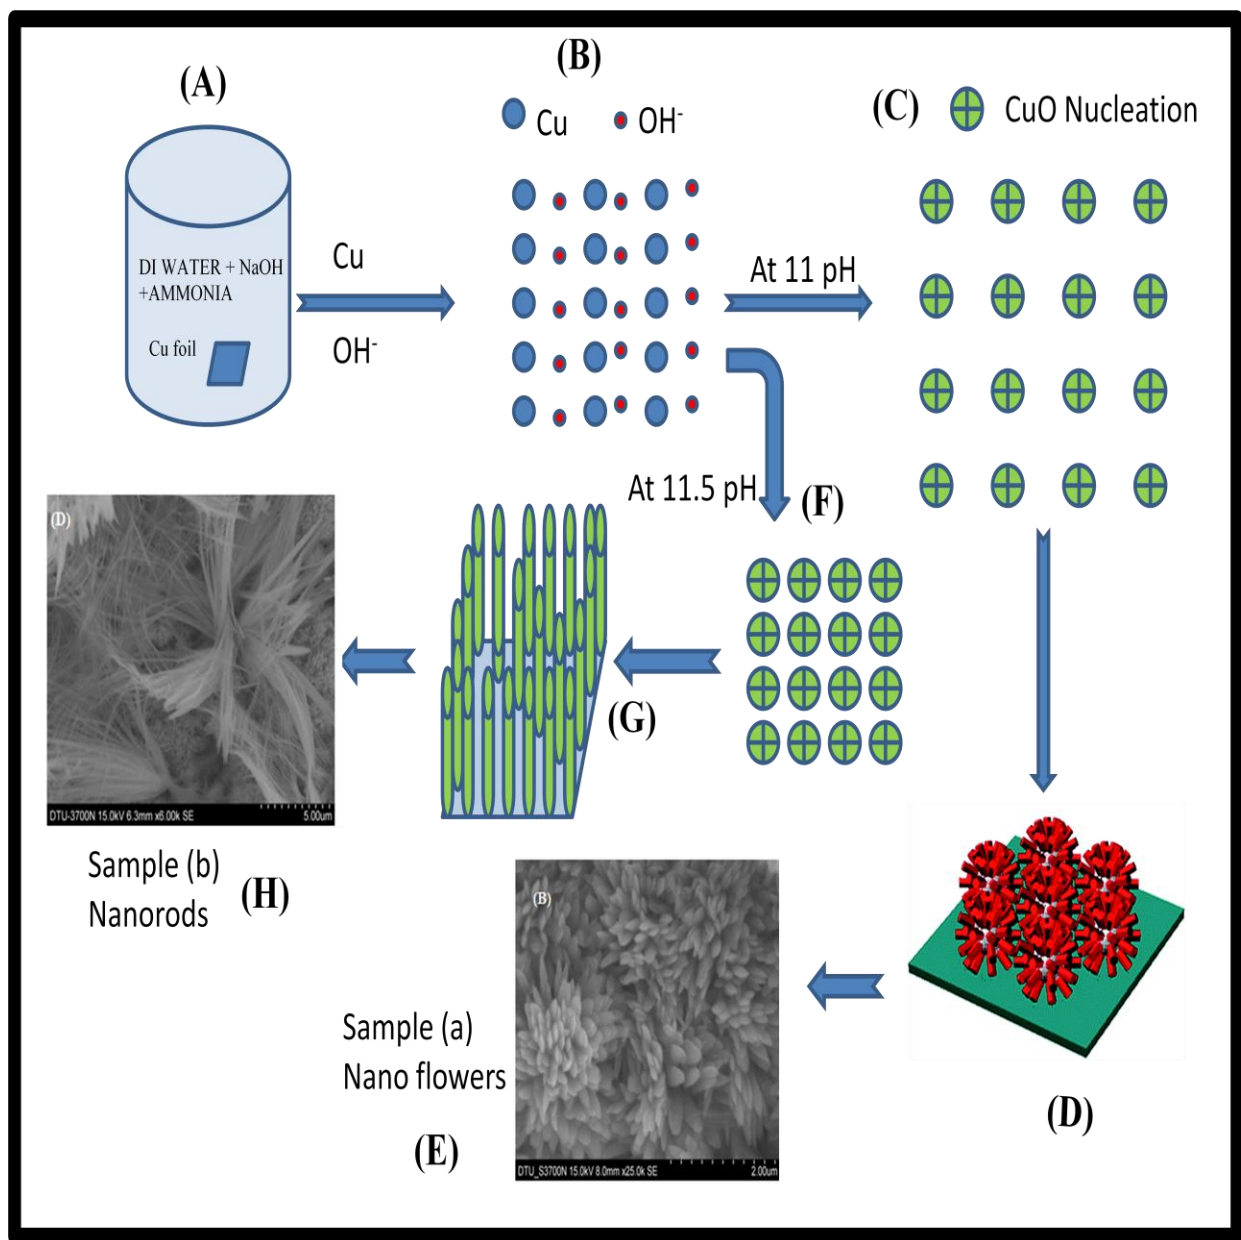 (A)
(B)
Cu
OH⁻
(C)
CuO Nucleation
DI WATER + NaOH
+AMMONIA
Cu foil
Cu
OH⁻
At 11 pH
At 11.5 pH
(F)
(D)
DTU-3700N 15.0kV 6.3mm x6.00k SE
5.00um
(G)
Sample (b)
Nanorods
(H)
(B)
DTU_S3700N 15.0kV 8.0mm x25.0k SE
2.00um
Sample (a)
Nano flowers
(E)
(D)